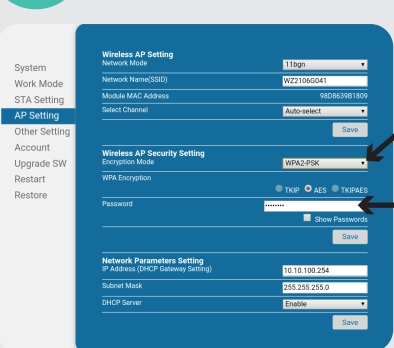 System
Work Mode
STA Setting
AP Setting
Other Setting
Account
Upgrade SW
Restart
Restore
Wireless AP Setting
Network Mode 11bgn
Network Name(SSID) WZ2106G041
Module MAC Address 98D8639B1809
Select Channel Auto-select
Save
Wireless AP Security Setting
Encryption Mode WPA2-PSK
WPA Encryption
TKIP AES TKIPAES
Password ••••••••
Show Passwords
Save
Network Parameters Setting
IP Address (DHCP Gateway Setting) 10.10.100.254
Subnet Mask 255.255.255.0
DHCP Server Enable
Save